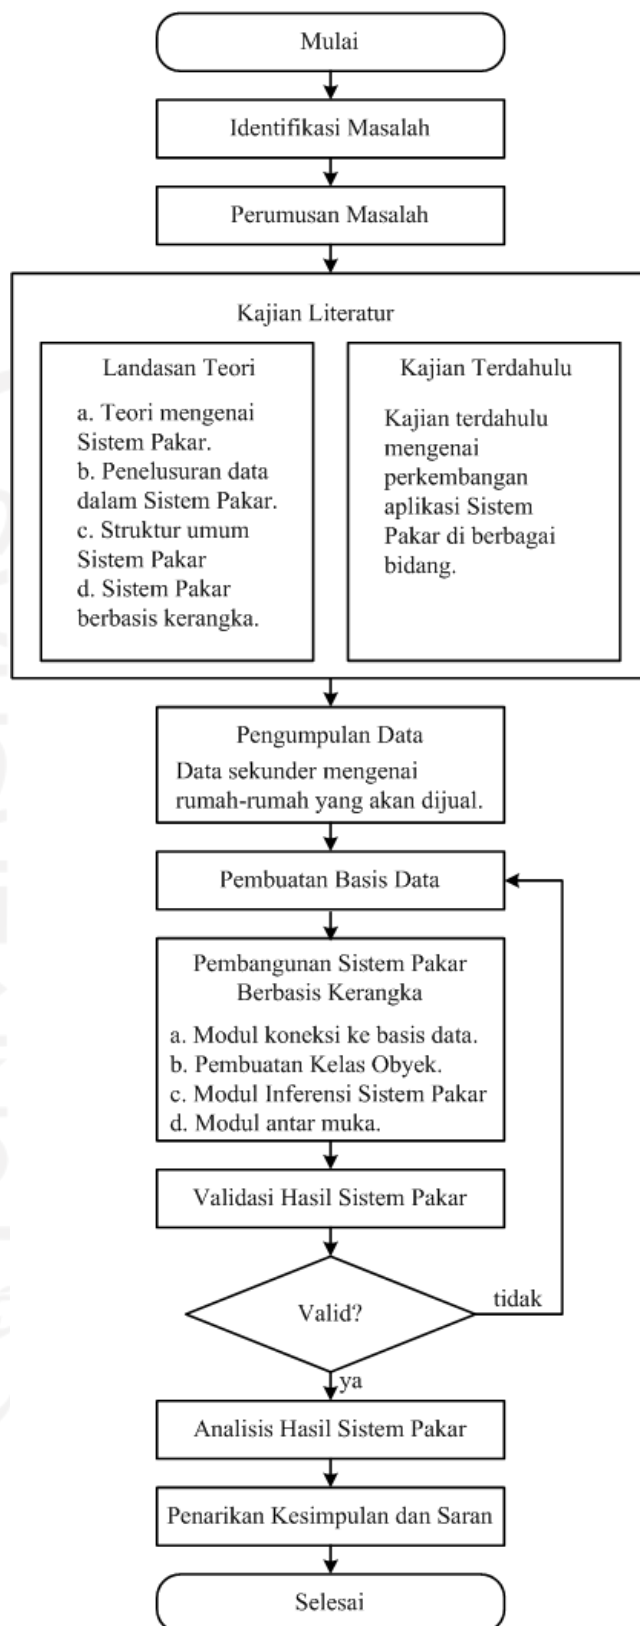 Mulai
Identifikasi Masalah
Perumusan Masalah
Kajian Literatur
Landasan Teori
a. Teori mengenai
Sistem Pakar.
b. Penelusuran data
dalam Sistem Pakar.
c. Struktur umum
Sistem Pakar
d. Sistem Pakar
berbasis kerangka.
Kajian Terdahulu
Kajian terdahulu
mengenai
perkembangan
aplikasi Sistem
Pakar di berbagai
bidang.
Pengumpulan Data
Data sekunder mengenai
rumah-rumah yang akan dijual.
Pembuatan Basis Data
Pembangunan Sistem Pakar
Berbasis Kerangka
a. Modul koneksi ke basis data.
b. Pembuatan Kelas Obyek.
c. Modul Inferensi Sistem Pakar
d. Modul antar muka.
Validasi Hasil Sistem Pakar
Valid?
tidak
ya
Analisis Hasil Sistem Pakar
Penarikan Kesimpulan dan Saran
Selesai